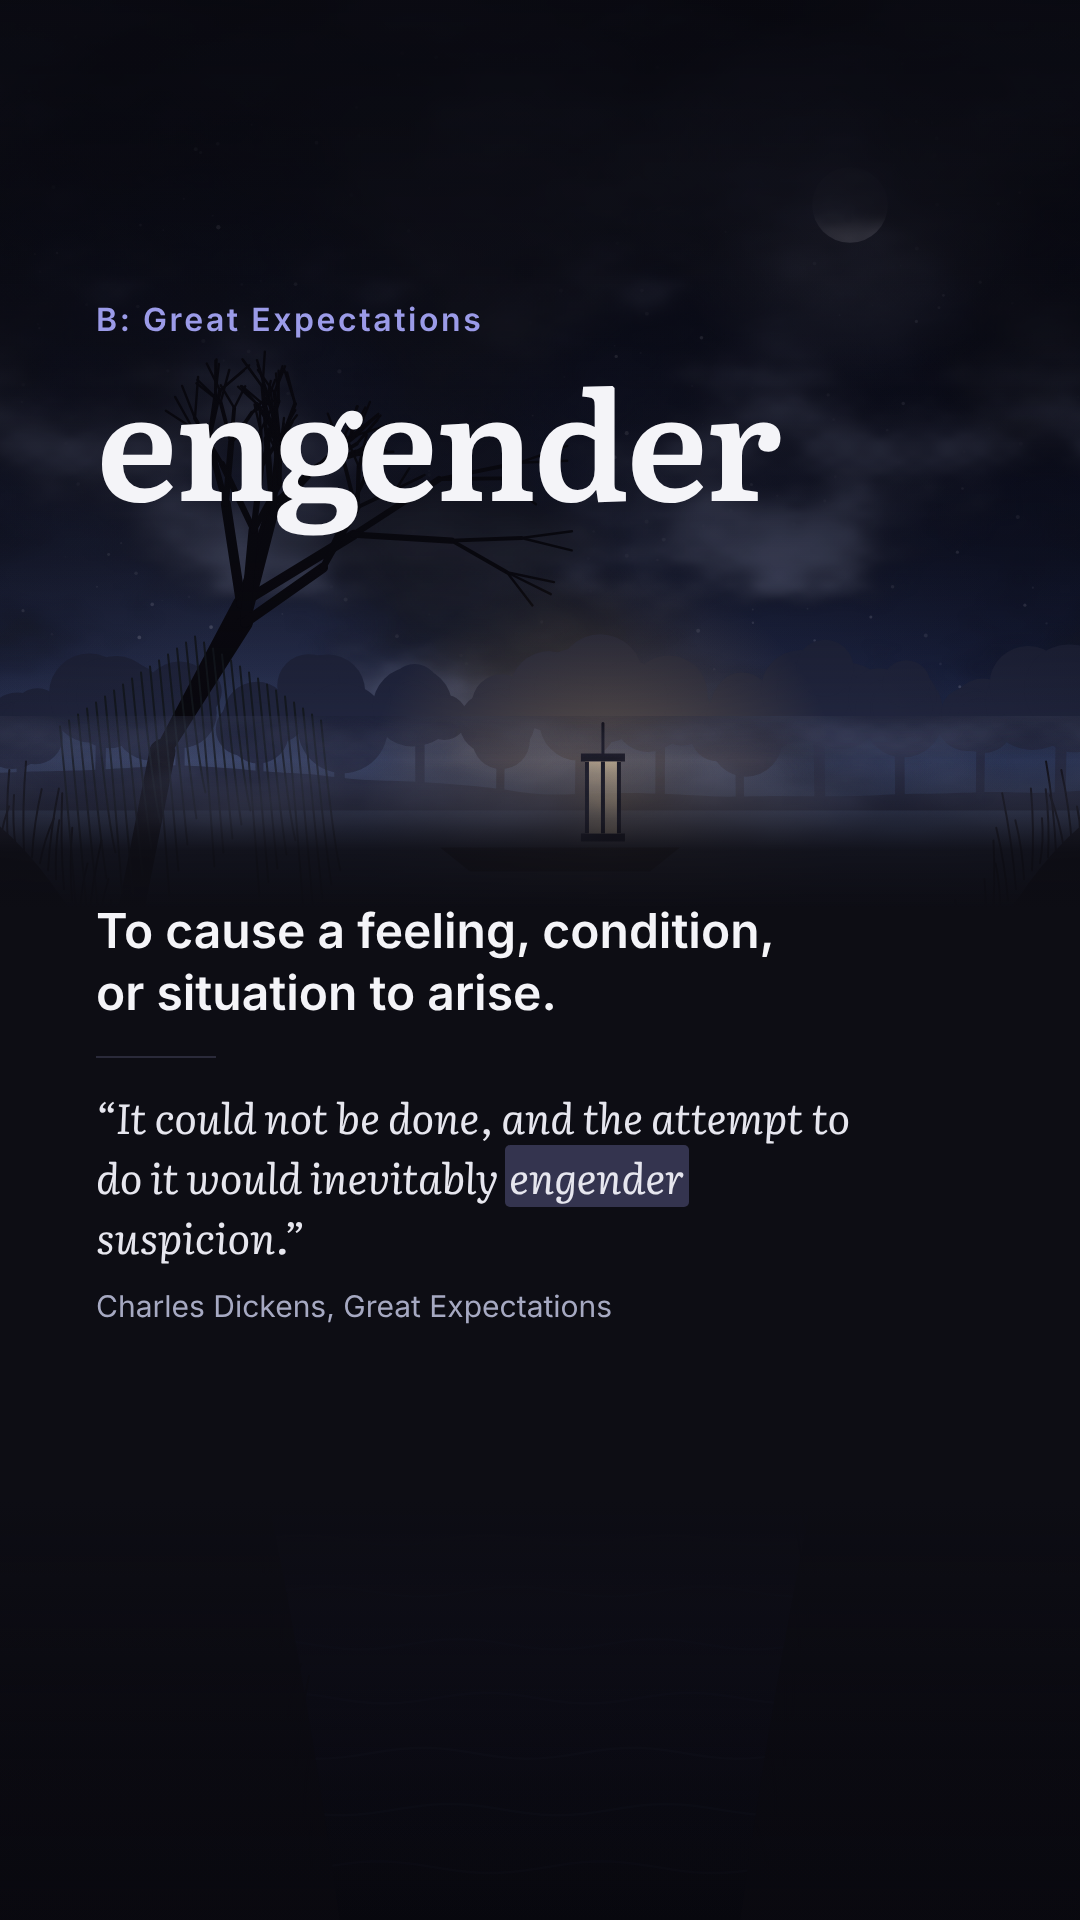 B: Great Expectations
engender
To cause a feeling, condition,
or situation to arise.
“It could not be done, and the attempt to
do it would inevitably engender
suspicion.”
Charles Dickens, Great Expectations